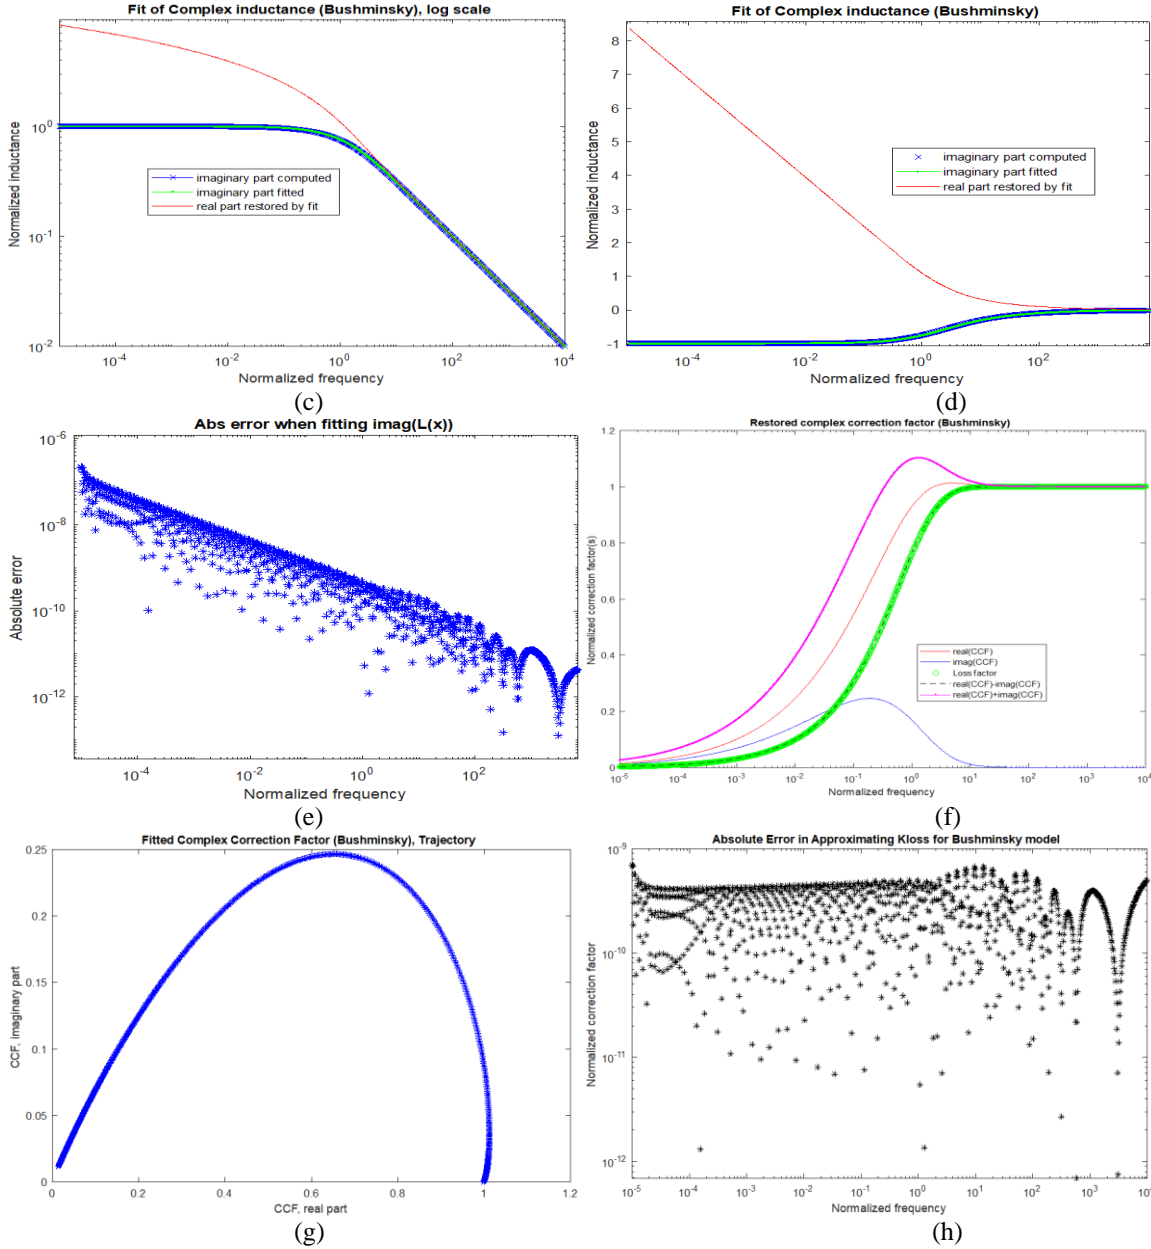 Fit of Complex inductance (Bushminsky), log scale
Normalized inductance
10^0
10^-1
10^-2
imaginary part computed
imaginary part fitted
real part restored by fit
10^-4
10^-2
10^0
10^2
10^4
Normalized frequency
(c)
Fit of Complex inductance (Bushminsky)
Normalized inductance
8
7
6
5
4
3
2
1
0
-1
imaginary part computed
imaginary part fitted
real part restored by fit
10^-4
10^-2
10^0
10^2
Normalized frequency
(d)
Abs error when fitting imag(L(x))
Absolute error
10^-6
10^-8
10^-10
10^-12
10^-4
10^-2
10^0
10^2
Normalized frequency
(e)
Restored complex correction factor (Bushminsky)
Normalized correction factor(s)
1.2
1
0.8
0.6
0.4
0.2
0
real(CCF)
imag(CCF)
Loss factor
real(CCF)-imag(CCF)
real(CCF)+imag(CCF)
10^-5
10^-4
10^-3
10^-2
10^-1
10^0
10^1
10^2
10^3
10^4
Normalized frequency
(f)
Fitted Complex Correction Factor (Bushminsky), Trajectory
CCF, imaginary part
0.25
0.2
0.15
0.1
0.05
0
0
0.2
0.4
0.6
0.8
1
1.2
CCF, real part
(g)
Absolute Error in Approximating Kloss for Bushminsky model
Normalized correction factor
10^-9
10^-10
10^-11
10^-12
10^-5
10^-4
10^-3
10^-2
10^-1
10^0
10^1
10^2
10^3
10^4
Normalized frequency
(h)